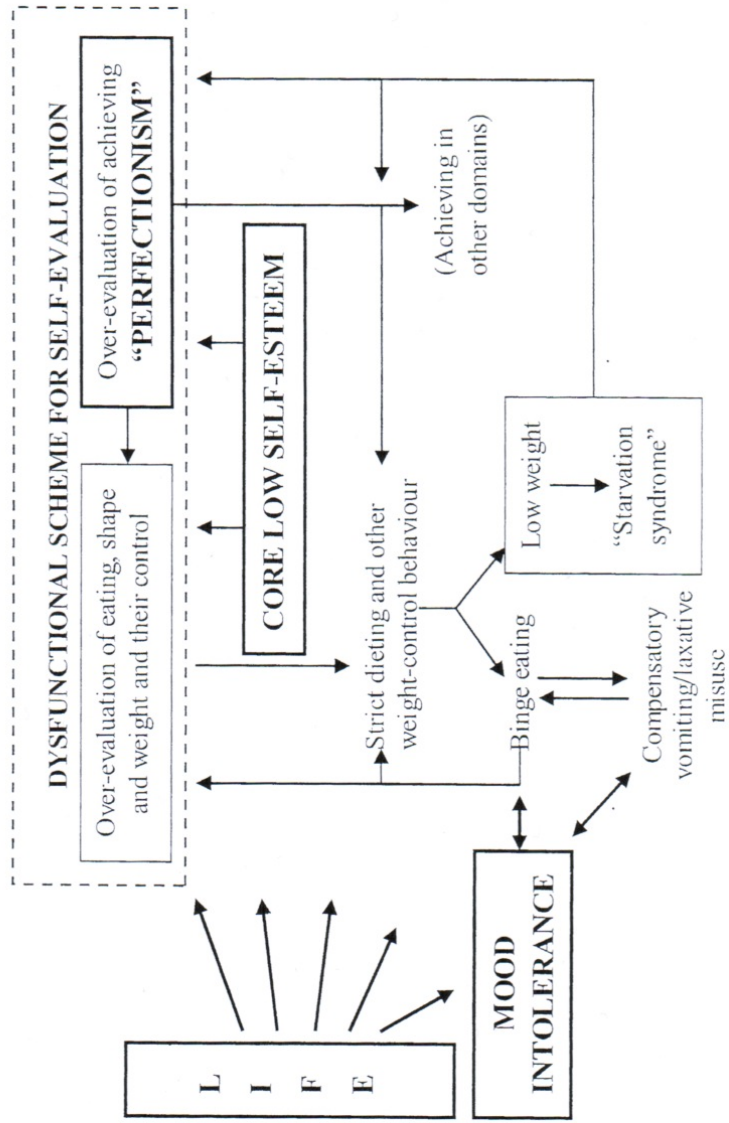 DYSFUNCTIONAL SCHEME FOR SELF-EVALUATION
Over-evaluation of eating, shape
and weight and their control
Over-evaluation of achieving
“PERFECTIONISM”
CORE LOW SELF-ESTEEM
Strict dieting and other
weight-control behaviour
(Achieving in
other domains)
Binge eating
Low weight
“Starvation
syndrome”
Compensatory
vomiting/laxative
misuse
L
I
F
E
MOOD
INTOLERANCE